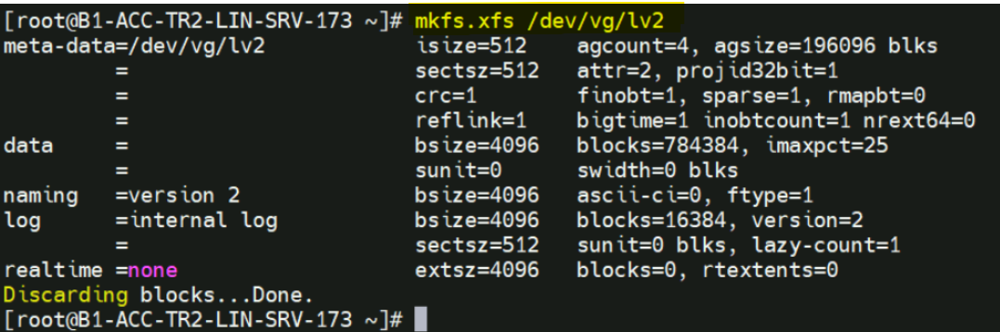 [root@B1-ACC-TR2-LIN-SRV-173 ~]# mkfs.xfs /dev/vg/lv2
meta-data=/dev/vg/lv2            isize=512    agcount=4, agsize=196096 blks
         =                       sectsz=512   attr=2, projid32bit=1
         =                       crc=1        finobt=1, sparse=1, rmapbt=0
         =                       reflink=1    bigtime=1 inobtcount=1 nrext64=0
data     =                       bsize=4096   blocks=784384, imaxpct=25
         =                       sunit=0      swidth=0 blks
naming   =version 2              bsize=4096   ascii-ci=0, ftype=1
log      =internal log           bsize=4096   blocks=16384, version=2
         =                       sectsz=512   sunit=0 blks, lazy-count=1
realtime =none                   extsz=4096   blocks=0, rtextents=0
Discarding blocks...Done.
[root@B1-ACC-TR2-LIN-SRV-173 ~]#